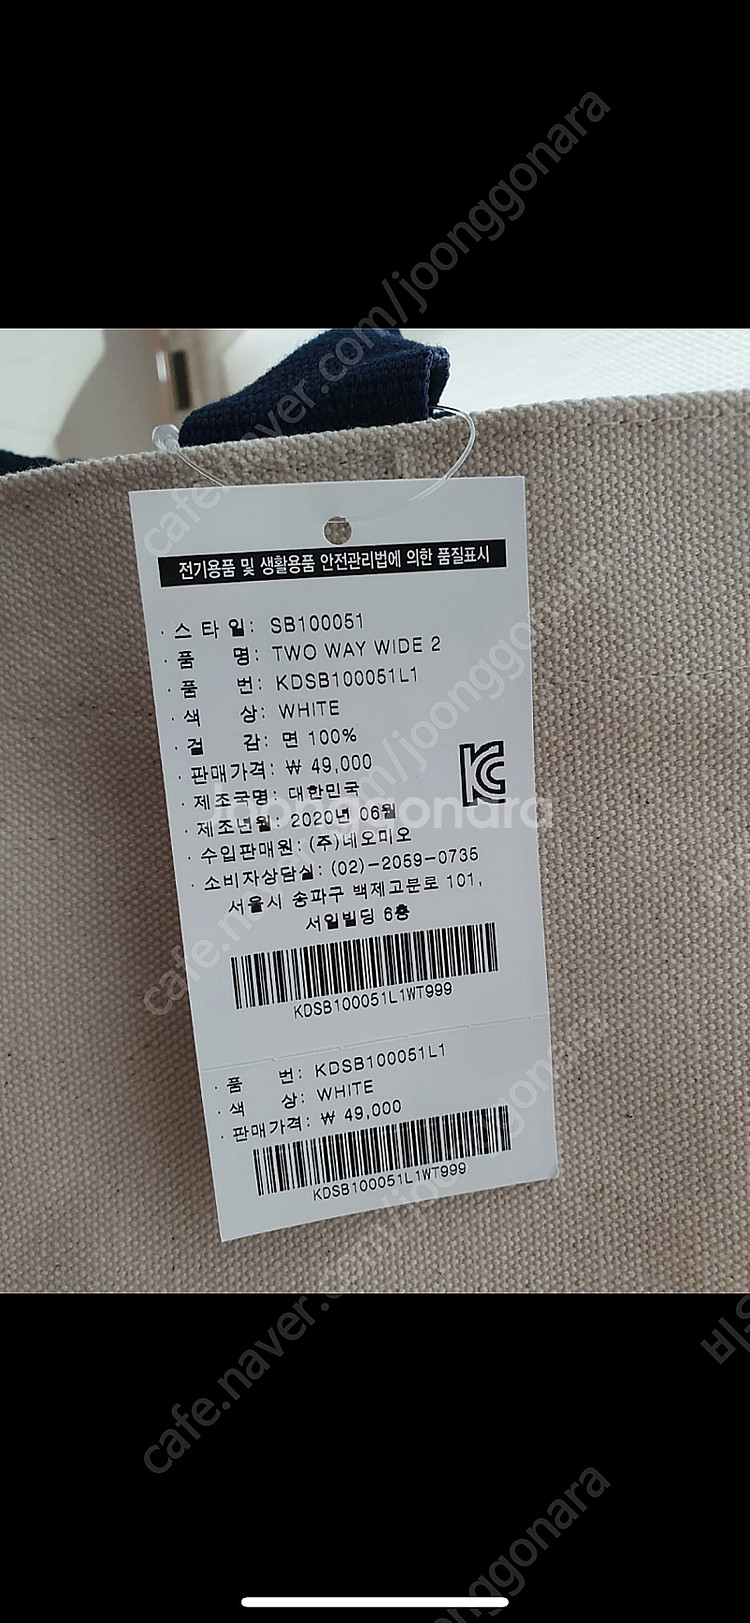 cafe.naver.com/joonggonara
전기용품 및 생활용품 안전관리법에 의한 품질표시
· 스 타 일: SB100051
· 품 명: TWO WAY WIDE 2
· 품 번: KDSB100051L1
· 색 상: WHITE
· 겉 감: 면 100%
· 판매가격: ₩ 49,000
· 제조국명: 대한민국
· 제조년월: 2020년 06월
· 수입판매원: (주)네오미오
· 소비자상담실: (02)-2059-0735
서울시 송파구 백제고분로 101,
서일빌딩 6층
KC
joonggonara
KDSB100051L1WT999
· 품 번: KDSB100051L1
· 색 상: WHITE
· 판매가격: ₩ 49,000
KDSB100051L1WT999
cafe.naver.com/joonggonara
cafe.naver.com/joonggonara